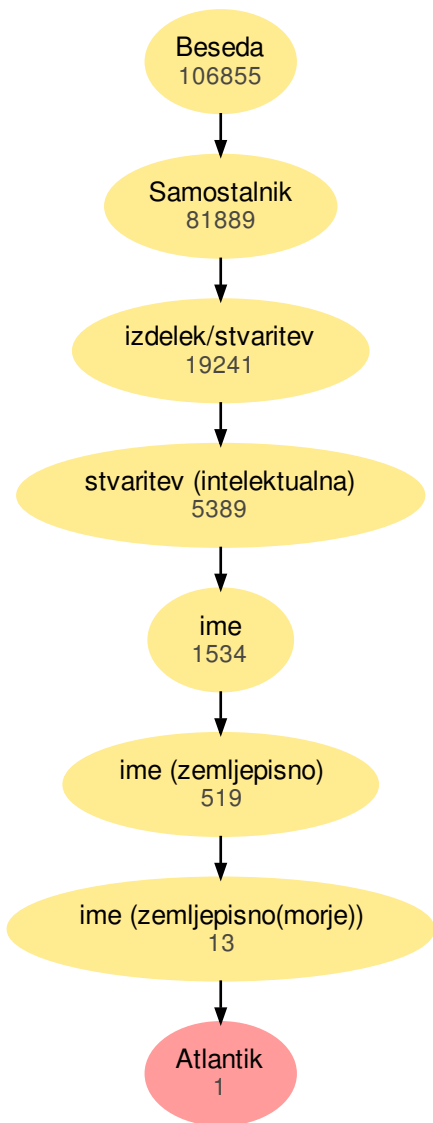 Beseda
106855
Samostalnik
81889
izdelek/stvaritev
19241
stvaritev (intelektualna)
5389
ime
1534
ime (zemljepisno)
519
ime (zemljepisno(morje))
13
Atlantik
1